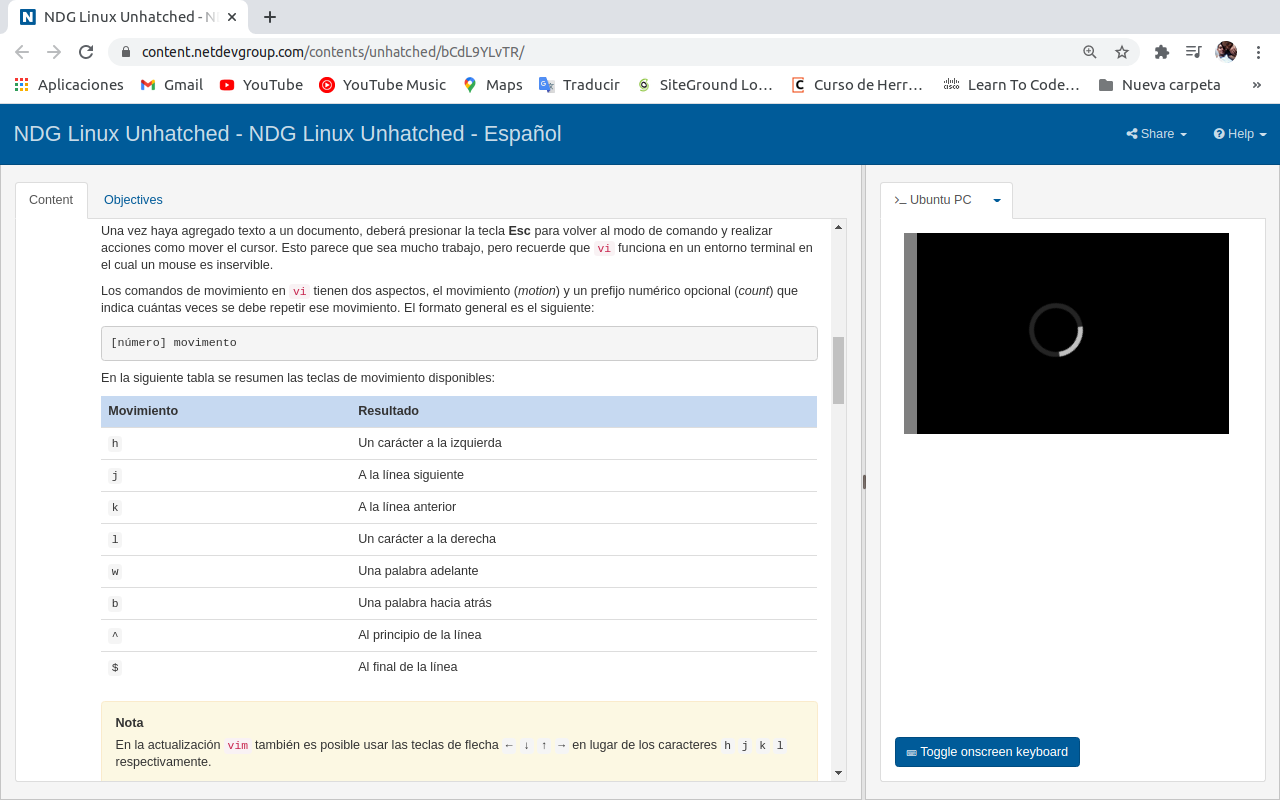 NDG Linux Unhatched - N
content.netdevgroup.com/contents/unhatched/bCdL9YLvTR/
Aplicaciones Gmail YouTube YouTube Music Maps Traducir SiteGround Lo… Curso de Herr… Learn To Code… Nueva carpeta »
NDG Linux Unhatched - NDG Linux Unhatched - Español Share Help
Content Objectives
Una vez haya agregado texto a un documento, deberá presionar la tecla Esc para volver al modo de comando y realizar
acciones como mover el cursor. Esto parece que sea mucho trabajo, pero recuerde que vi funciona en un entorno terminal en
el cual un mouse es inservible.
Los comandos de movimiento en vi tienen dos aspectos, el movimiento (motion) y un prefijo numérico opcional (count) que
indica cuántas veces se debe repetir ese movimiento. El formato general es el siguiente:
[número] movimento
En la siguiente tabla se resumen las teclas de movimiento disponibles:
Movimiento Resultado
h Un carácter a la izquierda
j A la línea siguiente
k A la línea anterior
l Un carácter a la derecha
w Una palabra adelante
b Una palabra hacia atrás
^ Al principio de la línea
$ Al final de la línea
Nota
En la actualización vim también es posible usar las teclas de flecha ← ↓ ↑ → en lugar de los caracteres h j k l
respectivamente.
Ubuntu PC
Toggle onscreen keyboard